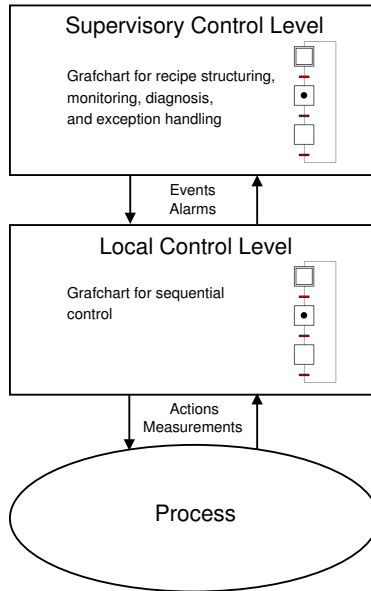 Supervisory Control Level
Grafchart for recipe structuring,
monitoring, diagnosis,
and exception handling
Events
Alarms
Local Control Level
Grafchart for sequential
control
Actions
Measurements
Process